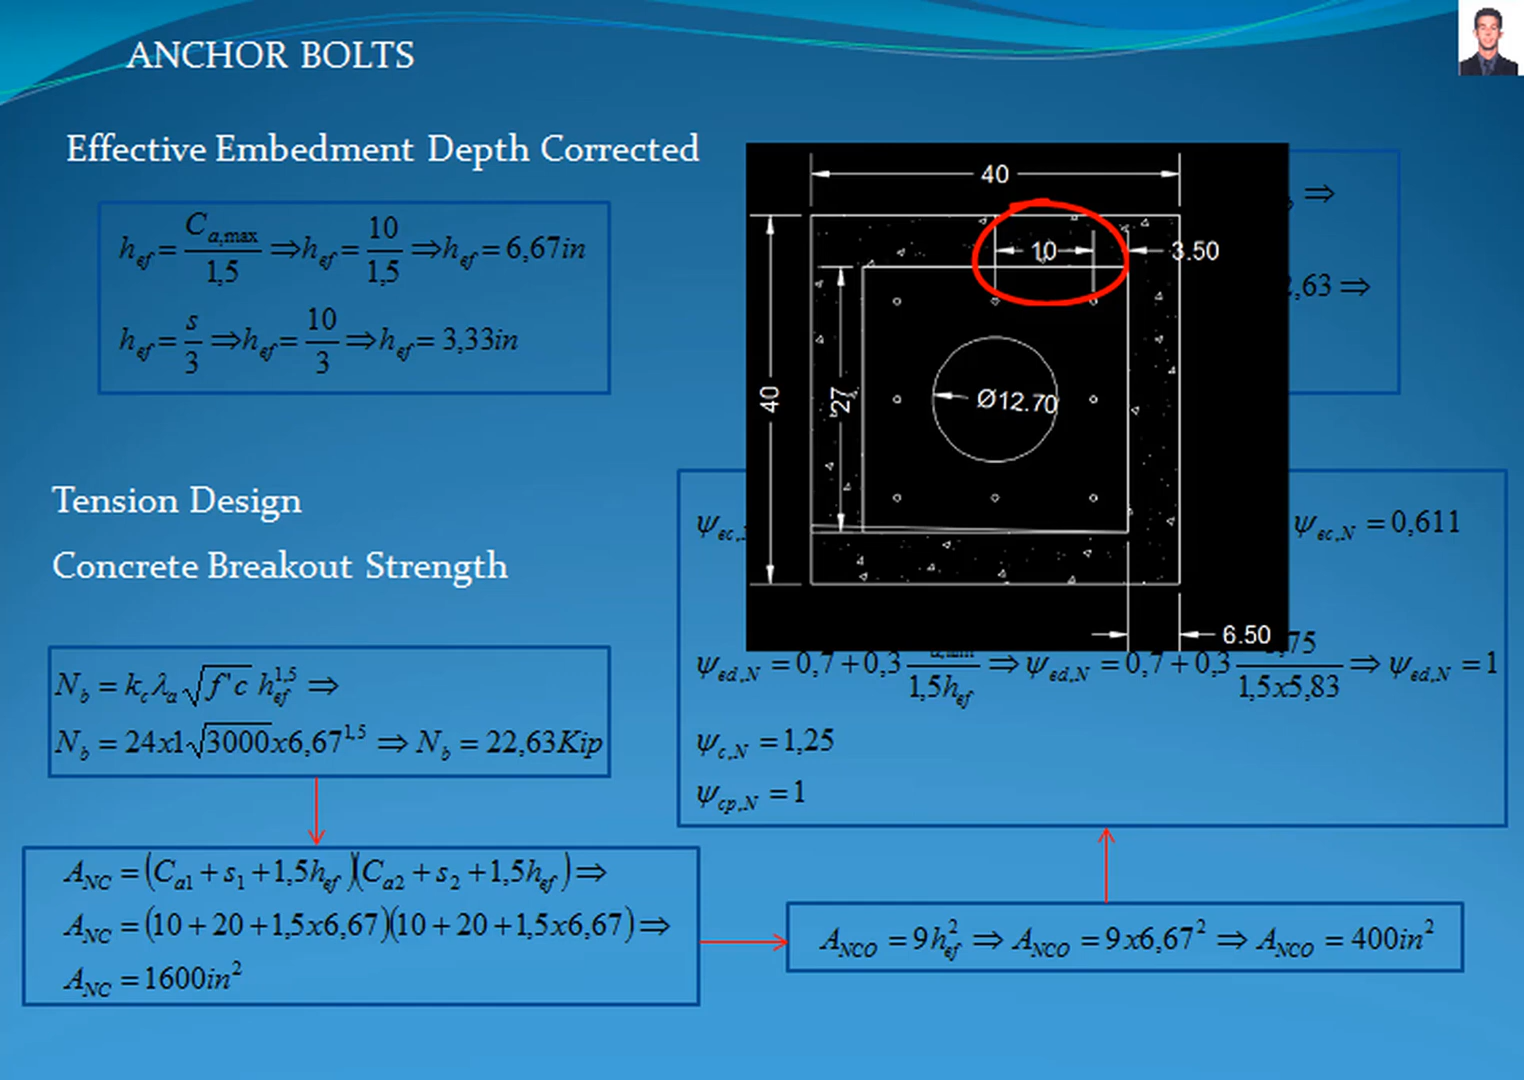 ANCHOR BOLTS
Effective Embedment Depth Corrected
h_ef = C_a,max / 1,5 ⇒ h_ef = 10 / 1,5 ⇒ h_ef = 6,67in
h_ef = s / 3 ⇒ h_ef = 10 / 3 ⇒ h_ef = 3,33in
40
10
3.50
40
27
Ø12.70
6.50
⇒
,63 ⇒
Tension Design
Concrete Breakout Strength
N_b = k_c λ_a √f'c h_ef^1,5 ⇒
N_b = 24x1√3000x6,67^1,5 ⇒ N_b = 22,63Kip
A_NC = (C_a1 + s_1 + 1,5h_ef)(C_a2 + s_2 + 1,5h_ef) ⇒
A_NC = (10 + 20 + 1,5x6,67)(10 + 20 + 1,5x6,67) ⇒
A_NC = 1600in²
A_NCO = 9h_ef² ⇒ A_NCO = 9x6,67² ⇒ A_NCO = 400in²
ψ_ec, ψ_ec,N = 0,611
ψ_ed,N = 0,7 + 0,3 / 1,5h_ef ⇒ ψ_ed,N = 0,7 + 0,3 75 / 1,5x5,83 ⇒ ψ_ed,N = 1
ψ_c,N = 1,25
ψ_cp,N = 1